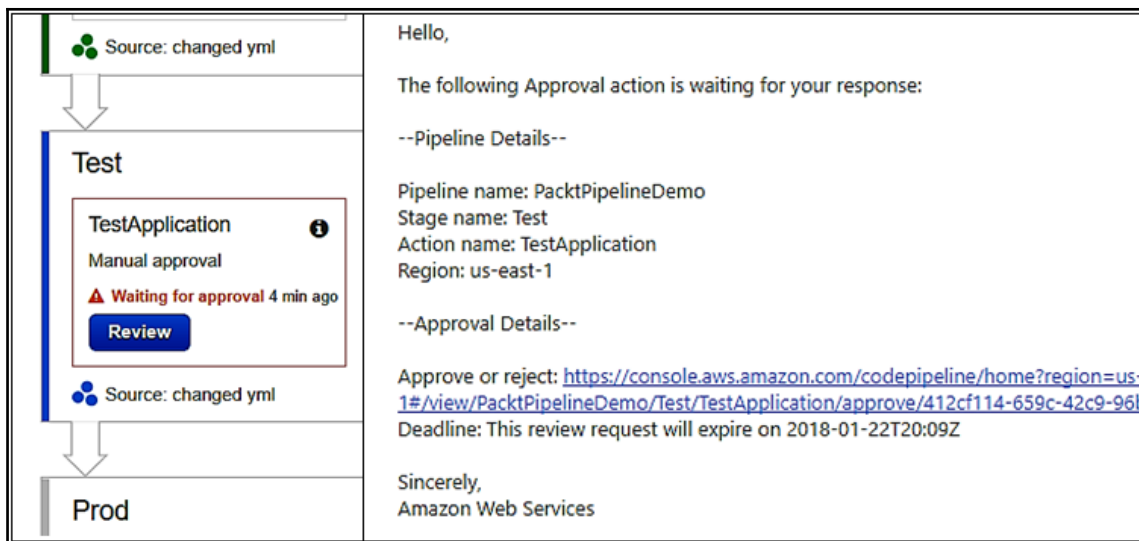 Source: changed yml
Test
TestApplication
Manual approval
Waiting for approval 4 min ago
Review
Source: changed yml
Prod
Hello,
The following Approval action is waiting for your response:
--Pipeline Details--
Pipeline name: PacktPipelineDemo
Stage name: Test
Action name: TestApplication
Region: us-east-1
--Approval Details--
Approve or reject: https://console.aws.amazon.com/codepipeline/home?region=us-
1#/view/PacktPipelineDemo/Test/TestApplication/approve/412cf114-659c-42c9-96b
Deadline: This review request will expire on 2018-01-22T20:09Z
Sincerely,
Amazon Web Services